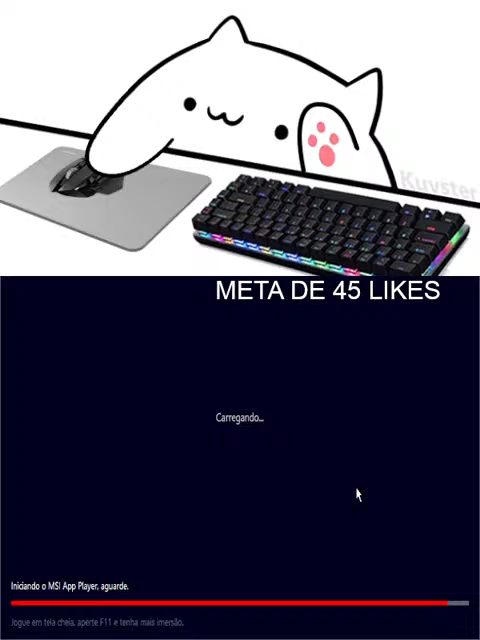 Kuvster
META DE 45 LIKES
Carregando...
Iniciando o MSI App Player, aguarde.
Jogue em tela cheia, aperte F11 e tenha mais imersão.